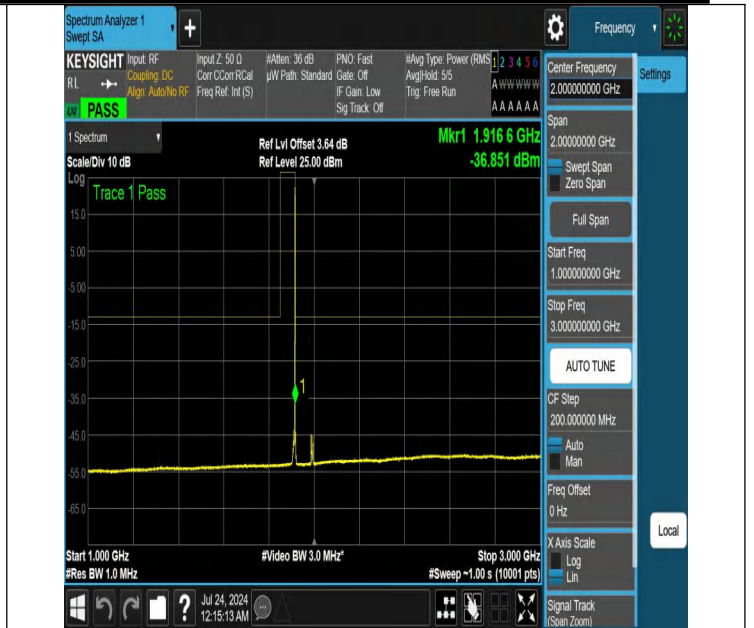 Spectrum Analyzer 1
Swept SA
+
Frequency
KEYSIGHT
RL
LXI
PASS
Input: RF
Coupling: DC
Align: Auto/No RF
Input Z: 50 Ω
Corr CCorr RCal
Freq Ref: Int (S)
#Atten: 36 dB
µW Path: Standard
PNO: Fast
Gate: Off
IF Gain: Low
Sig Track: Off
#Avg Type: Power (RMS
Avg|Hold: 5/5
Trig: Free Run
1 2 3 4 5 6
A W W W W W
A A A A A A
1 Spectrum
Scale/Div 10 dB
Ref Lvl Offset 3.64 dB
Ref Level 25.00 dBm
Mkr1 1.916 6 GHz
-36.851 dBm
Log
Trace 1 Pass
15.0
5.00
-5.00
-15.0
-25.0
-35.0
-45.0
-55.0
-65.0
1
Start 1.000 GHz
#Res BW 1.0 MHz
#Video BW 3.0 MHz*
Stop 3.000 GHz
#Sweep ~1.00 s (10001 pts)
Center Frequency
2.000000000 GHz
Settings
Span
2.00000000 GHz
Swept Span
Zero Span
Full Span
Start Freq
1.000000000 GHz
Stop Freq
3.000000000 GHz
AUTO TUNE
CF Step
200.000000 MHz
Auto
Man
Freq Offset
0 Hz
X Axis Scale
Log
Lin
Local
Signal Track
(Span Zoom)
?
Jul 24, 2024
12:15:13 AM